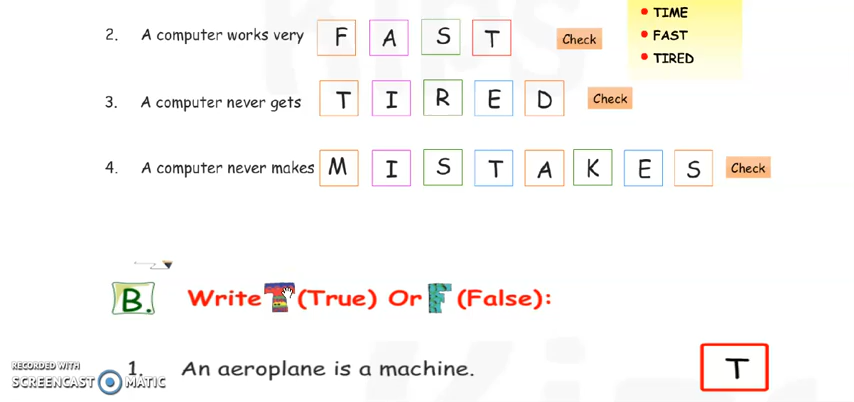 TIME
2. A computer works very F A S T Check
FAST
TIRED
3. A computer never gets T I R E D Check
4. A computer never makes M I S T A K E S Check
B. Write T (True) Or F (False):
1. An aeroplane is a machine. T
RECORDED WITH
SCREENCAST MATIC